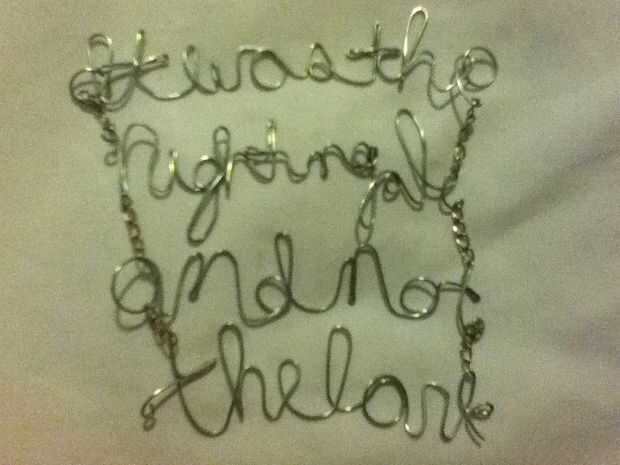 It was the
nightingale
and not
the lark